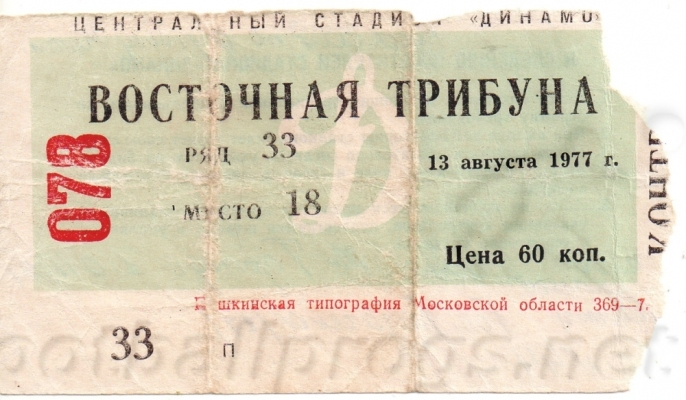 ЦЕНТРАЛЬНЫЙ СТАДИОН «ДИНАМО
ВОСТОЧНАЯ ТРИБУНА
078
РЯД 33
13 августа 1977 г.
МЕСТО 18
Цена 60 коп.
Пушкинская типография Московской области 369—7
33 П